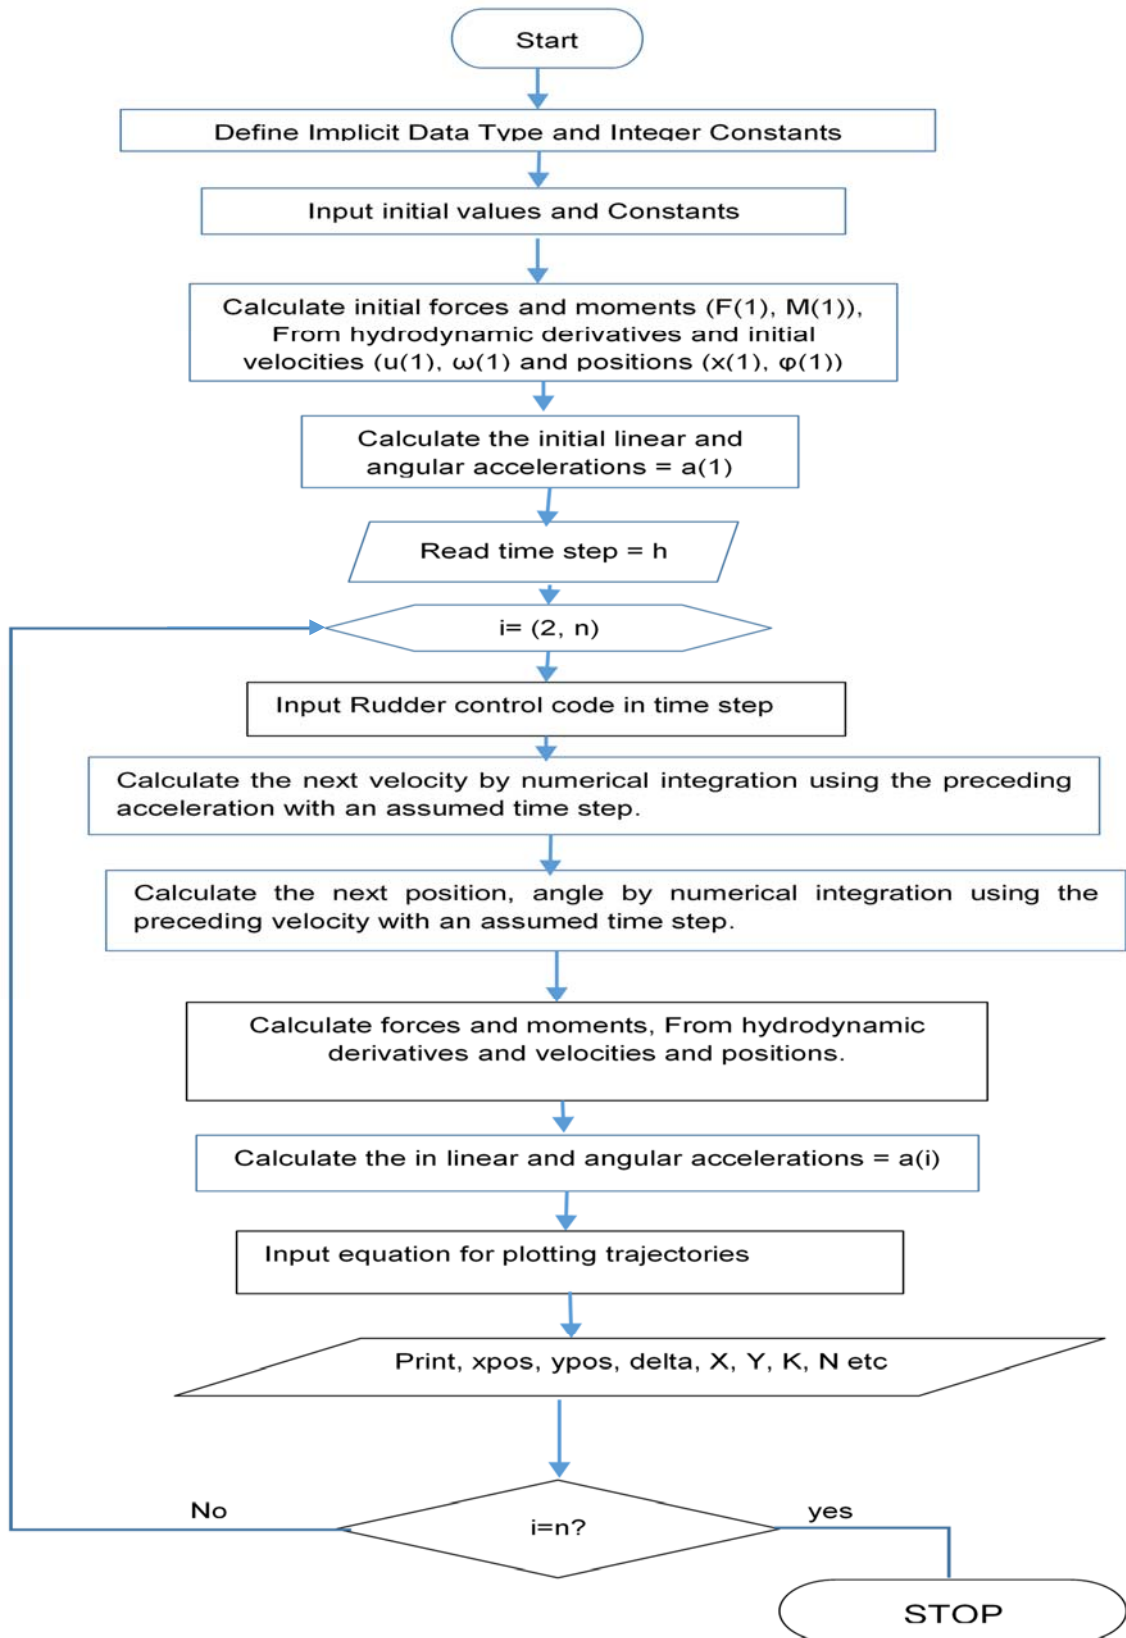 Start
Define Implicit Data Type and Integer Constants
Input initial values and Constants
Calculate initial forces and moments (F(1), M(1)),
From hydrodynamic derivatives and initial
velocities (u(1), ω(1) and positions (x(1), φ(1))
Calculate the initial linear and
angular accelerations = a(1)
Read time step = h
i= (2, n)
Input Rudder control code in time step
Calculate the next velocity by numerical integration using the preceding
acceleration with an assumed time step.
Calculate the next position, angle by numerical integration using the
preceding velocity with an assumed time step.
Calculate forces and moments, From hydrodynamic
derivatives and velocities and positions.
Calculate the in linear and angular accelerations = a(i)
Input equation for plotting trajectories
Print, xpos, ypos, delta, X, Y, K, N etc
No
i=n?
yes
STOP